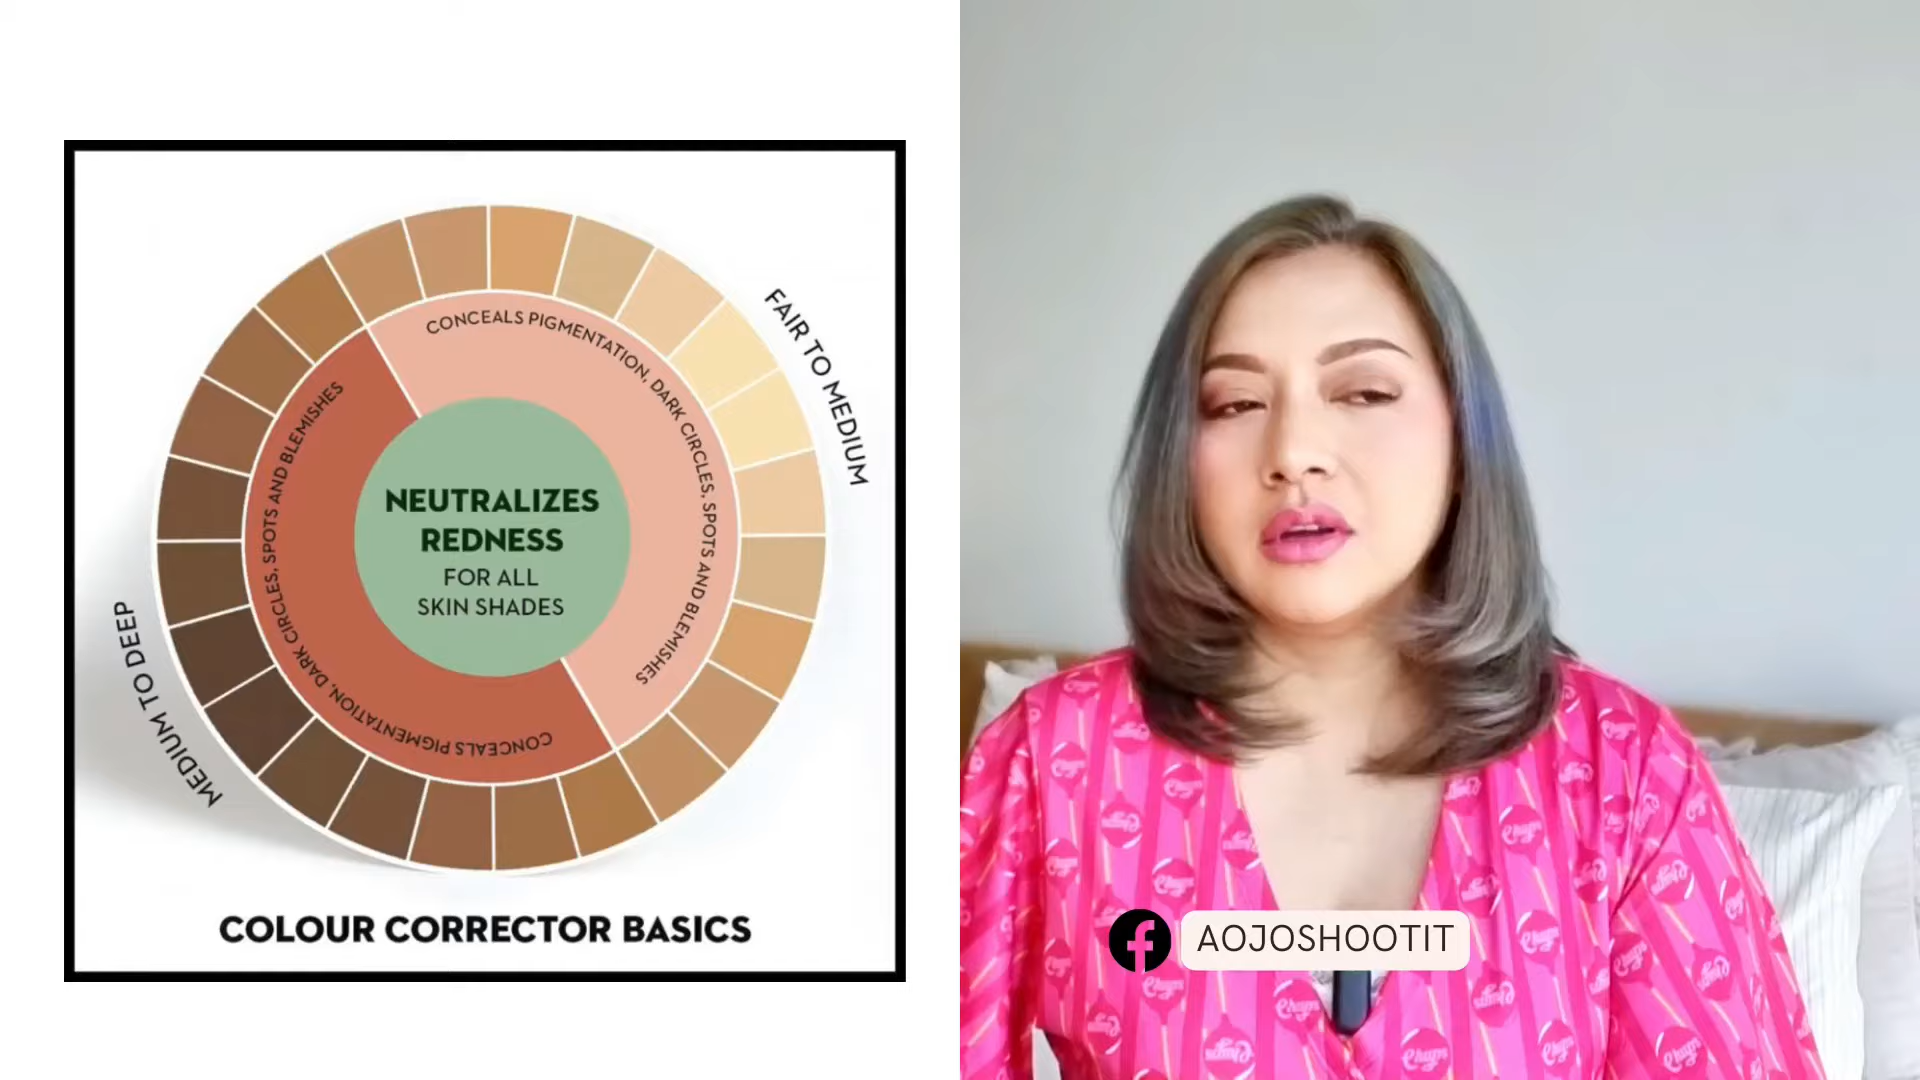 CONCEALS PIGMENTATION, DARK CIRCLES, SPOTS AND BLEMISHES
FAIR TO MEDIUM
CONCEALS PIGMENTATION, DARK CIRCLES, SPOTS AND BLEMISHES
MEDIUM TO DEEP
NEUTRALIZES
REDNESS
FOR ALL
SKIN SHADES
COLOUR CORRECTOR BASICS
AOJOSHOOTIT